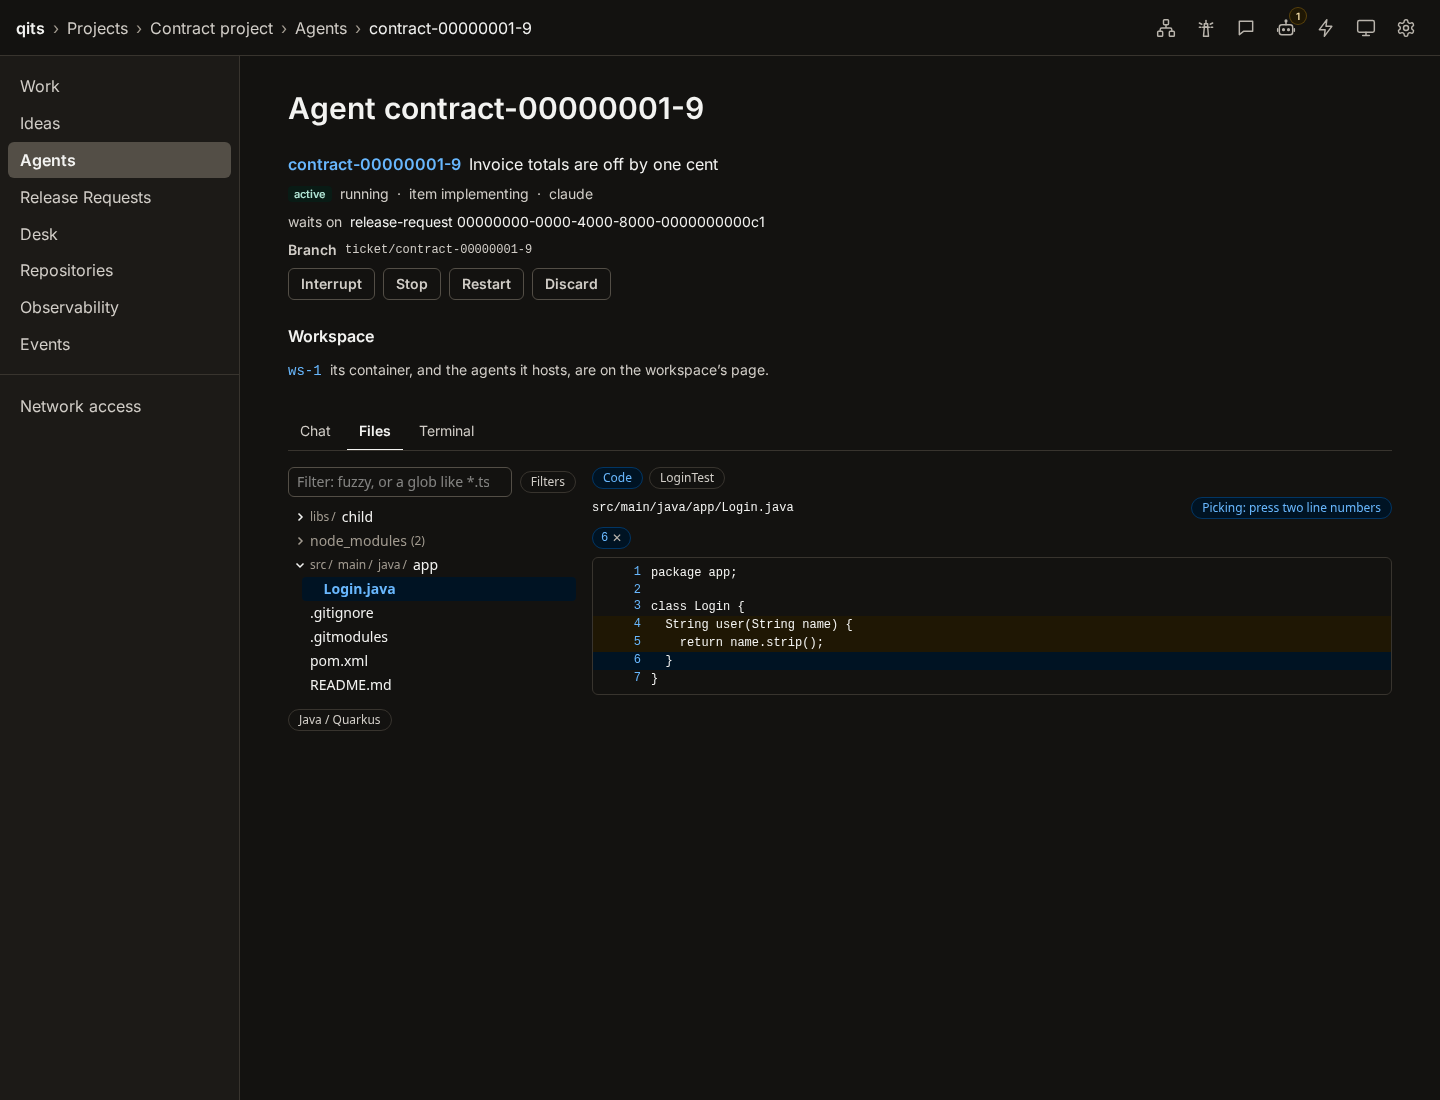 qits › Projects › Contract project › Agents › contract-00000001-9
1
Work
Ideas
Agents
Release Requests
Desk
Repositories
Observability
Events
Network access
Agent contract-00000001-9
contract-00000001-9 Invoice totals are off by one cent
active running · item implementing · claude
waits on release-request 00000000-0000-4000-8000-0000000000c1
Branch ticket/contract-00000001-9
Interrupt Stop Restart Discard
Workspace
ws-1 its container, and the agents it hosts, are on the workspace’s page.
Chat Files Terminal
Filter: fuzzy, or a glob like *.ts Filters
libs/ child
node_modules (2)
src/ main/ java/ app
Login.java
.gitignore
.gitmodules
pom.xml
README.md
Java / Quarkus
Code LoginTest
src/main/java/app/Login.java Picking: press two line numbers
6 ×
1 package app;
2
3 class Login {
4 String user(String name) {
5 return name.strip();
6 }
7 }